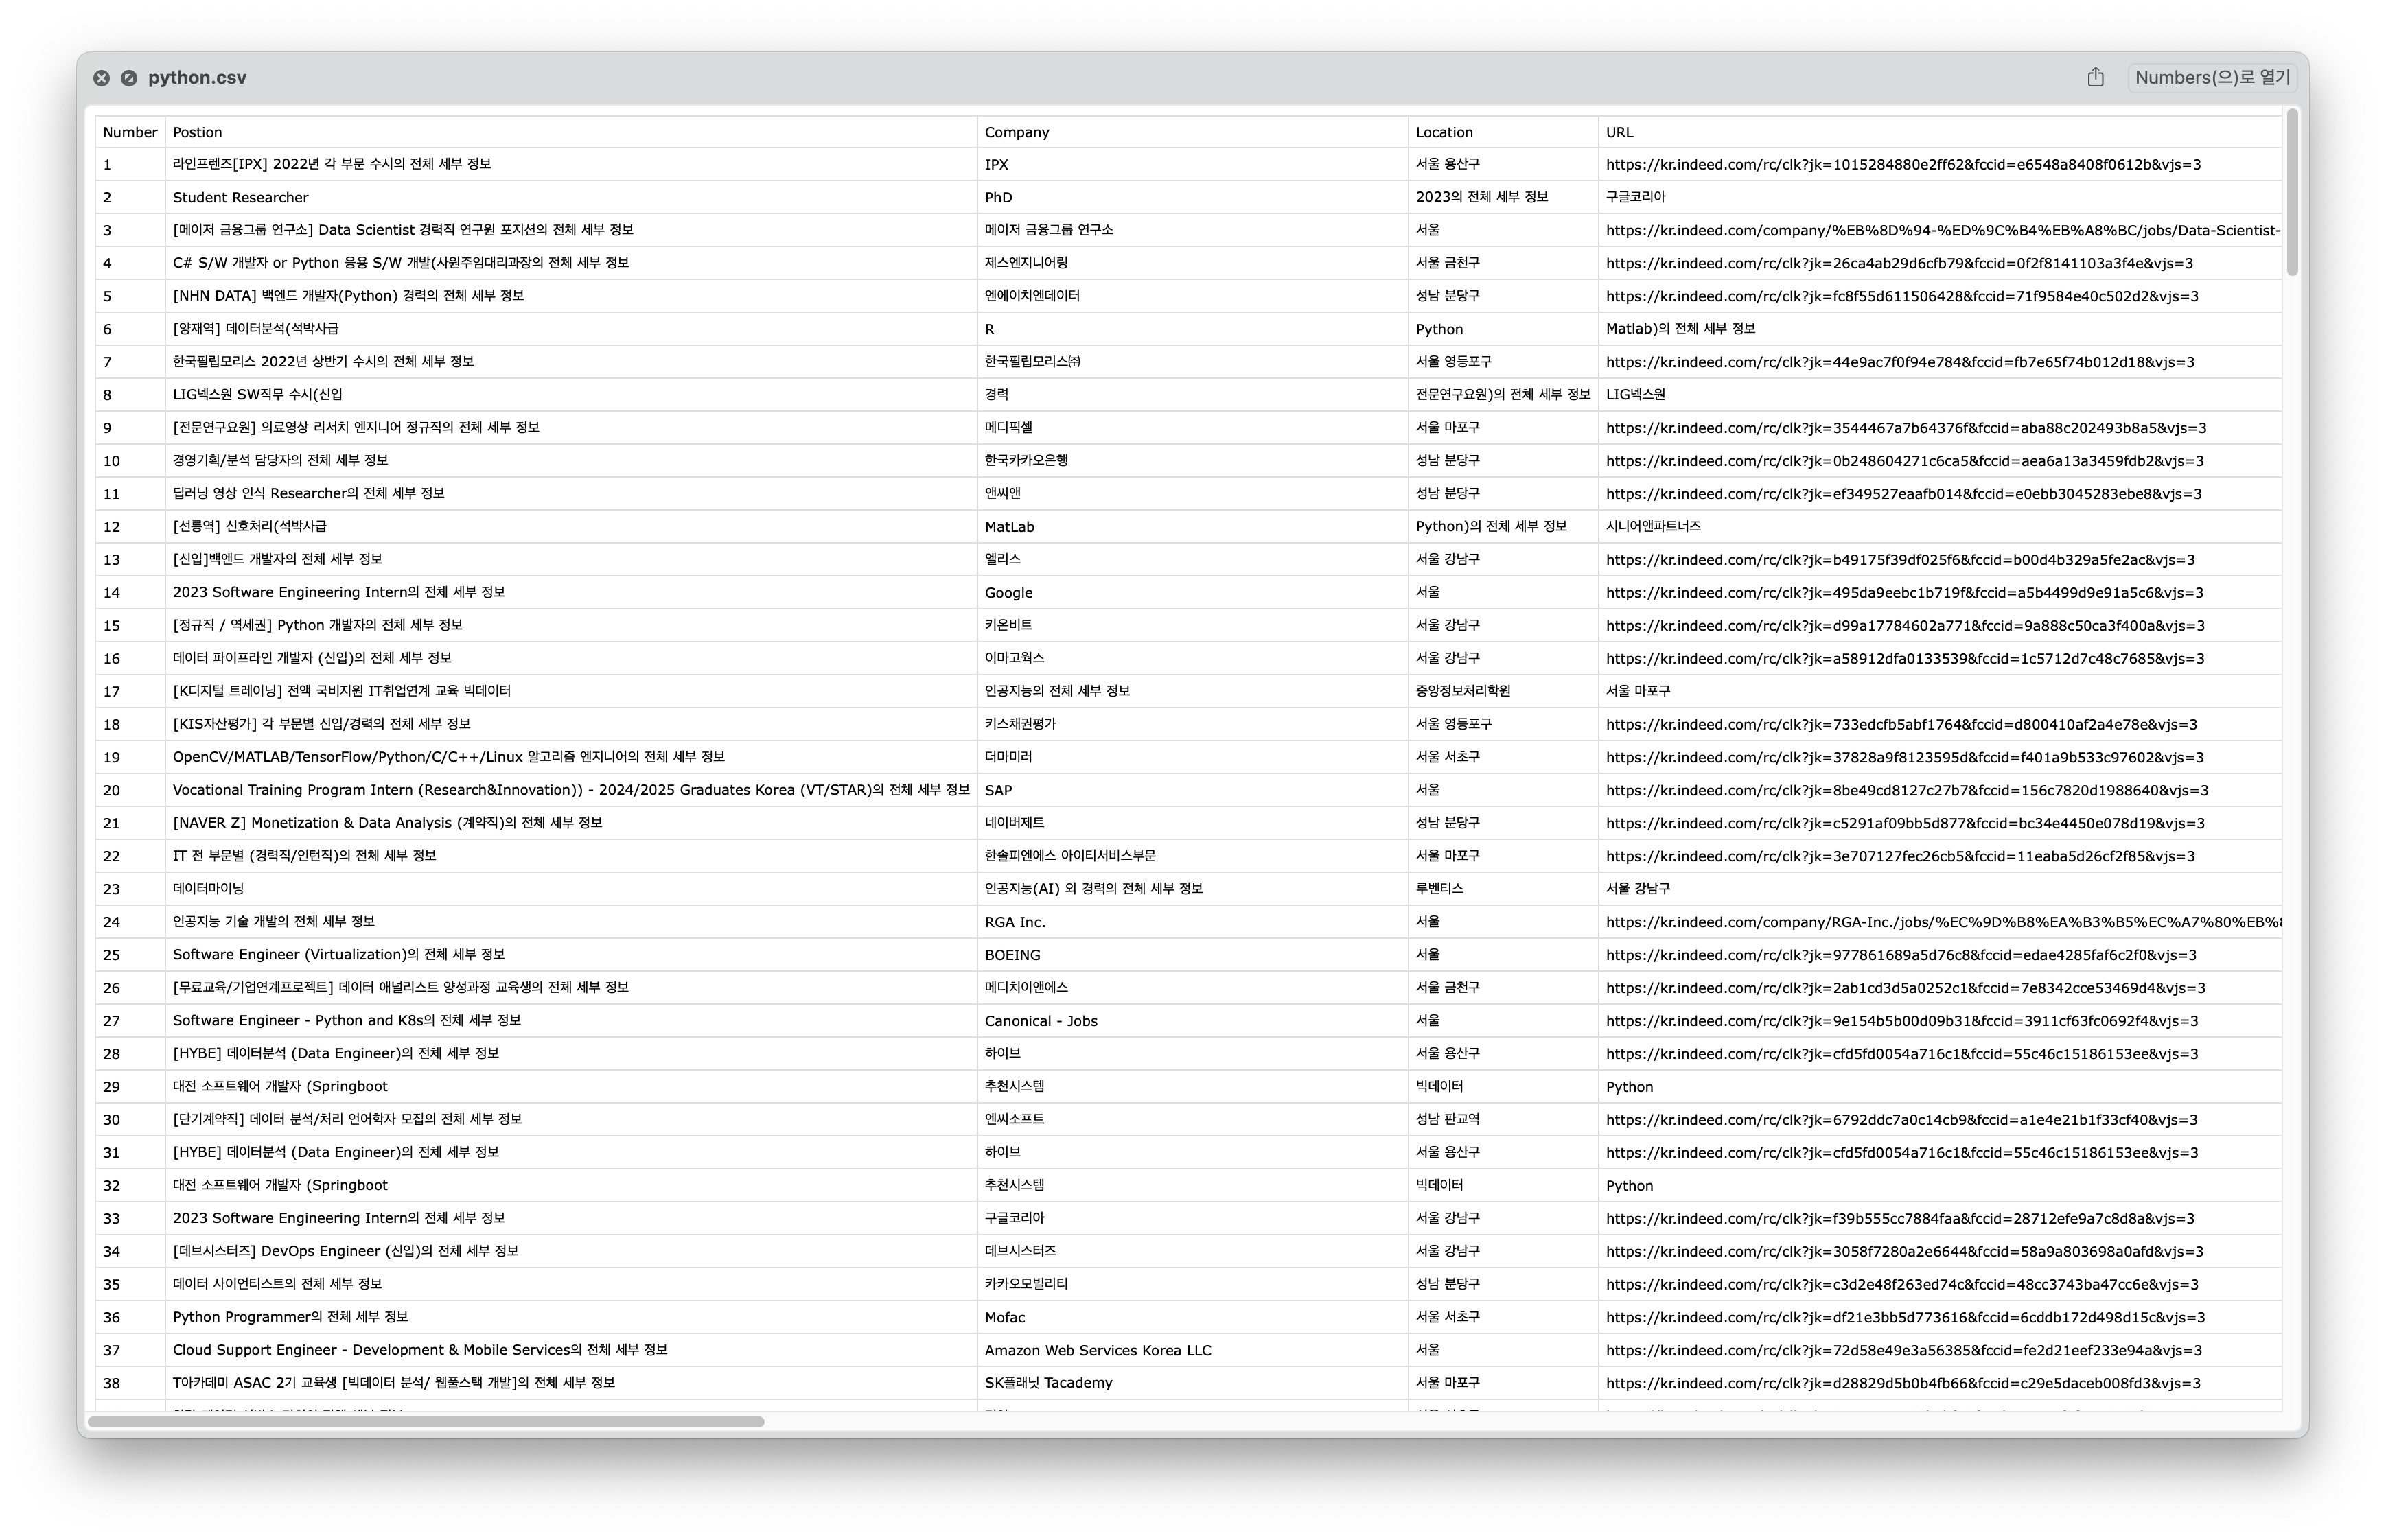 python.csv
Numbers(으)로 열기
Number Postion Company Location URL
1 라인프렌즈[IPX] 2022년 각 부문 수시의 전체 세부 정보 IPX 서울 용산구 https://kr.indeed.com/rc/clk?jk=1015284880e2ff62&fccid=e6548a8408f0612b&vjs=3
2 Student Researcher PhD 2023의 전체 세부 정보 구글코리아
3 [메이저 금융그룹 연구소] Data Scientist 경력직 연구원 포지션의 전체 세부 정보 메이저 금융그룹 연구소 서울 https://kr.indeed.com/company/%EB%8D%94-%ED%9C%B4%EB%A8%BC/jobs/Data-Scientist-
4 C# S/W 개발자 or Python 응용 S/W 개발(사원주임대리과장의 전체 세부 정보 제스엔지니어링 서울 금천구 https://kr.indeed.com/rc/clk?jk=26ca4ab29d6cfb79&fccid=0f2f8141103a3f4e&vjs=3
5 [NHN DATA] 백엔드 개발자(Python) 경력의 전체 세부 정보 엔에이치엔데이터 성남 분당구 https://kr.indeed.com/rc/clk?jk=fc8f55d611506428&fccid=71f9584e40c502d2&vjs=3
6 [양재역] 데이터분석(석박사급 R Python Matlab)의 전체 세부 정보
7 한국필립모리스 2022년 상반기 수시의 전체 세부 정보 한국필립모리스㈜ 서울 영등포구 https://kr.indeed.com/rc/clk?jk=44e9ac7f0f94e784&fccid=fb7e65f74b012d18&vjs=3
8 LIG넥스원 SW직무 수시(신입 경력 전문연구요원)의 전체 세부 정보 LIG넥스원
9 [전문연구요원] 의료영상 리서치 엔지니어 정규직의 전체 세부 정보 메디픽셀 서울 마포구 https://kr.indeed.com/rc/clk?jk=3544467a7b64376f&fccid=aba88c202493b8a5&vjs=3
10 경영기획/분석 담당자의 전체 세부 정보 한국카카오은행 성남 분당구 https://kr.indeed.com/rc/clk?jk=0b248604271c6ca5&fccid=aea6a13a3459fdb2&vjs=3
11 딥러닝 영상 인식 Researcher의 전체 세부 정보 앤씨앤 성남 분당구 https://kr.indeed.com/rc/clk?jk=ef349527eaafb014&fccid=e0ebb3045283ebe8&vjs=3
12 [선릉역] 신호처리(석박사급 MatLab Python)의 전체 세부 정보 시니어앤파트너즈
13 [신입]백엔드 개발자의 전체 세부 정보 엘리스 서울 강남구 https://kr.indeed.com/rc/clk?jk=b49175f39df025f6&fccid=b00d4b329a5fe2ac&vjs=3
14 2023 Software Engineering Intern의 전체 세부 정보 Google 서울 https://kr.indeed.com/rc/clk?jk=495da9eebc1b719f&fccid=a5b4499d9e91a5c6&vjs=3
15 [정규직 / 역세권] Python 개발자의 전체 세부 정보 키온비트 서울 강남구 https://kr.indeed.com/rc/clk?jk=d99a17784602a771&fccid=9a888c50ca3f400a&vjs=3
16 데이터 파이프라인 개발자 (신입)의 전체 세부 정보 이마고웍스 서울 강남구 https://kr.indeed.com/rc/clk?jk=a58912dfa0133539&fccid=1c5712d7c48c7685&vjs=3
17 [K디지털 트레이닝] 전액 국비지원 IT취업연계 교육 빅데이터 인공지능의 전체 세부 정보 중앙정보처리학원 서울 마포구
18 [KIS자산평가] 각 부문별 신입/경력의 전체 세부 정보 키스채권평가 서울 영등포구 https://kr.indeed.com/rc/clk?jk=733edcfb5abf1764&fccid=d800410af2a4e78e&vjs=3
19 OpenCV/MATLAB/TensorFlow/Python/C/C++/Linux 알고리즘 엔지니어의 전체 세부 정보 더마미러 서울 서초구 https://kr.indeed.com/rc/clk?jk=37828a9f8123595d&fccid=f401a9b533c97602&vjs=3
20 Vocational Training Program Intern (Research&Innovation)) - 2024/2025 Graduates Korea (VT/STAR)의 전체 세부 정보 SAP 서울 https://kr.indeed.com/rc/clk?jk=8be49cd8127c27b7&fccid=156c7820d1988640&vjs=3
21 [NAVER Z] Monetization & Data Analysis (계약직)의 전체 세부 정보 네이버제트 성남 분당구 https://kr.indeed.com/rc/clk?jk=c5291af09bb5d877&fccid=bc34e4450e078d19&vjs=3
22 IT 전 부문별 (경력직/인턴직)의 전체 세부 정보 한솔피엔에스 아이티서비스부문 서울 마포구 https://kr.indeed.com/rc/clk?jk=3e707127fec26cb5&fccid=11eaba5d26cf2f85&vjs=3
23 데이터마이닝 인공지능(AI) 외 경력의 전체 세부 정보 루벤티스 서울 강남구
24 인공지능 기술 개발의 전체 세부 정보 RGA Inc. 서울 https://kr.indeed.com/company/RGA-Inc./jobs/%EC%9D%B8%EA%B3%B5%EC%A7%80%EB%
25 Software Engineer (Virtualization)의 전체 세부 정보 BOEING 서울 https://kr.indeed.com/rc/clk?jk=977861689a5d76c8&fccid=edae4285faf6c2f0&vjs=3
26 [무료교육/기업연계프로젝트] 데이터 애널리스트 양성과정 교육생의 전체 세부 정보 메디치이앤에스 서울 금천구 https://kr.indeed.com/rc/clk?jk=2ab1cd3d5a0252c1&fccid=7e8342cce53469d4&vjs=3
27 Software Engineer - Python and K8s의 전체 세부 정보 Canonical - Jobs 서울 https://kr.indeed.com/rc/clk?jk=9e154b5b00d09b31&fccid=3911cf63fc0692f4&vjs=3
28 [HYBE] 데이터분석 (Data Engineer)의 전체 세부 정보 하이브 서울 용산구 https://kr.indeed.com/rc/clk?jk=cfd5fd0054a716c1&fccid=55c46c15186153ee&vjs=3
29 대전 소프트웨어 개발자 (Springboot 추천시스템 빅데이터 Python
30 [단기계약직] 데이터 분석/처리 언어학자 모집의 전체 세부 정보 엔씨소프트 성남 판교역 https://kr.indeed.com/rc/clk?jk=6792ddc7a0c14cb9&fccid=a1e4e21b1f33cf40&vjs=3
31 [HYBE] 데이터분석 (Data Engineer)의 전체 세부 정보 하이브 서울 용산구 https://kr.indeed.com/rc/clk?jk=cfd5fd0054a716c1&fccid=55c46c15186153ee&vjs=3
32 대전 소프트웨어 개발자 (Springboot 추천시스템 빅데이터 Python
33 2023 Software Engineering Intern의 전체 세부 정보 구글코리아 서울 강남구 https://kr.indeed.com/rc/clk?jk=f39b555cc7884faa&fccid=28712efe9a7c8d8a&vjs=3
34 [데브시스터즈] DevOps Engineer (신입)의 전체 세부 정보 데브시스터즈 서울 강남구 https://kr.indeed.com/rc/clk?jk=3058f7280a2e6644&fccid=58a9a803698a0afd&vjs=3
35 데이터 사이언티스트의 전체 세부 정보 카카오모빌리티 성남 분당구 https://kr.indeed.com/rc/clk?jk=c3d2e48f263ed74c&fccid=48cc3743ba47cc6e&vjs=3
36 Python Programmer의 전체 세부 정보 Mofac 서울 서초구 https://kr.indeed.com/rc/clk?jk=df21e3bb5d773616&fccid=6cddb172d498d15c&vjs=3
37 Cloud Support Engineer - Development & Mobile Services의 전체 세부 정보 Amazon Web Services Korea LLC 서울 https://kr.indeed.com/rc/clk?jk=72d58e49e3a56385&fccid=fe2d21eef233e94a&vjs=3
38 T아카데미 ASAC 2기 교육생 [빅데이터 분석/ 웹풀스택 개발]의 전체 세부 정보 SK플래닛 Tacademy 서울 마포구 https://kr.indeed.com/rc/clk?jk=d28829d5b0b4fb66&fccid=c29e5daceb008fd3&vjs=3